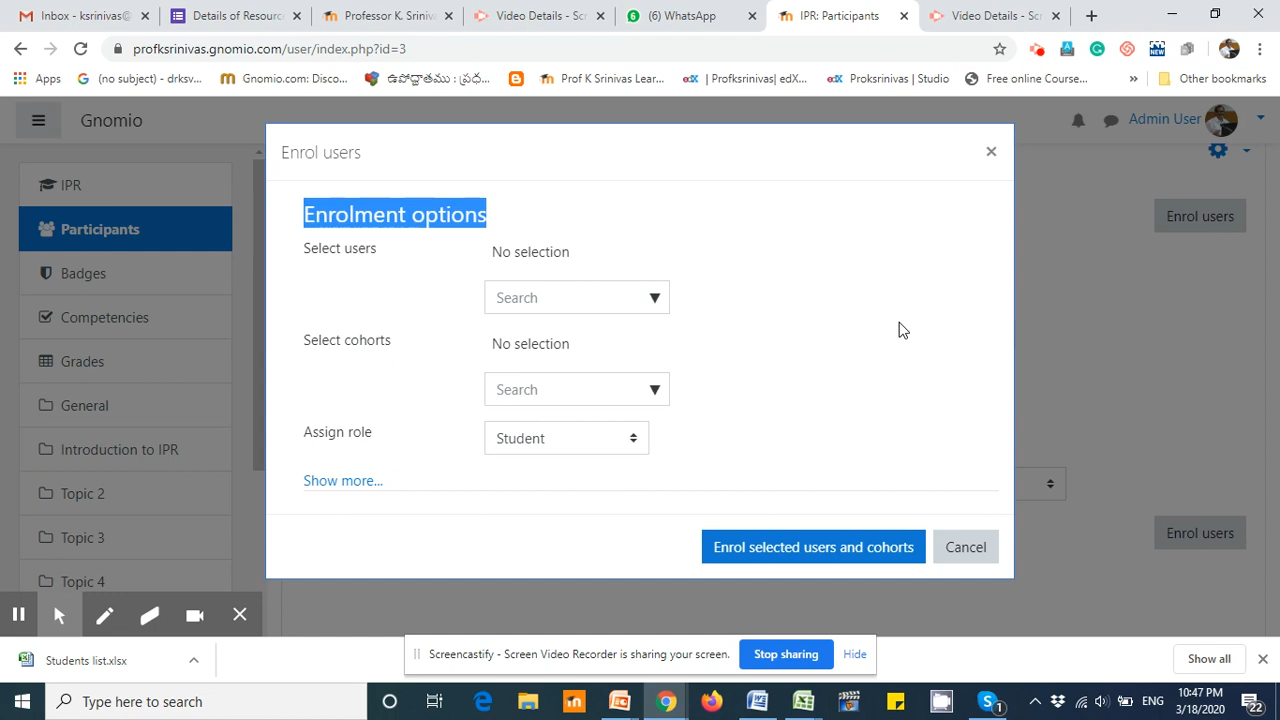 Inbox - ksrinivas@
Details of Resourc
Professor K. Sriniv
Video Details - Scr
(6) WhatsApp
IPR: Participants
Video Details - Scr
profksrinivas.gnomio.com/user/index.php?id=3
Apps
(no subject) - drksv...
Gnomio.com: Disco...
ఉపోద్ఘాతము : ప్రధ...
Prof K Srinivas Lear...
| Profksrinivas| edX...
Proksrinivas | Studio
Free online Course...
»
Other bookmarks
Gnomio
Admin User
IPR
Participants
Badges
Competencies
Grades
General
Introduction to IPR
Topic 2
Topic 3
Topic 4
Enrol users
Enrol users
×
Enrolment options
Select users
No selection
Search
Select cohorts
No selection
Search
Assign role
Student
Show more...
Enrol selected users and cohorts
Cancel
Enrol users
Students list.xlsx
Screencastify - Screen Video Recorder is sharing your screen.
Stop sharing
Hide
Show all
Type here to search
ENG
10:47 PM
3/18/2020
22